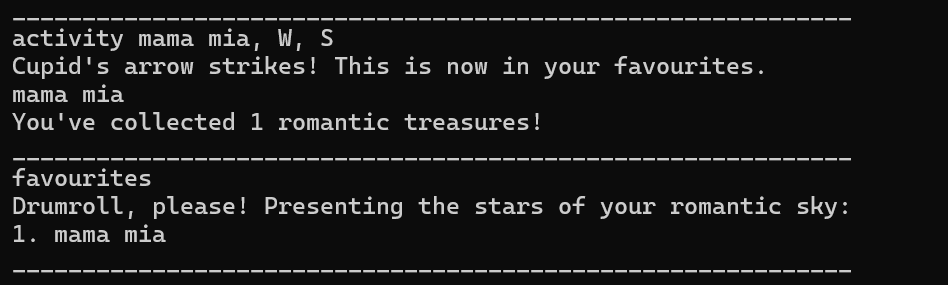 ____________________________________________________________
activity mama mia, W, S
Cupid's arrow strikes! This is now in your favourites.
mama mia
You've collected 1 romantic treasures!
____________________________________________________________
favourites
Drumroll, please! Presenting the stars of your romantic sky:
1. mama mia
____________________________________________________________